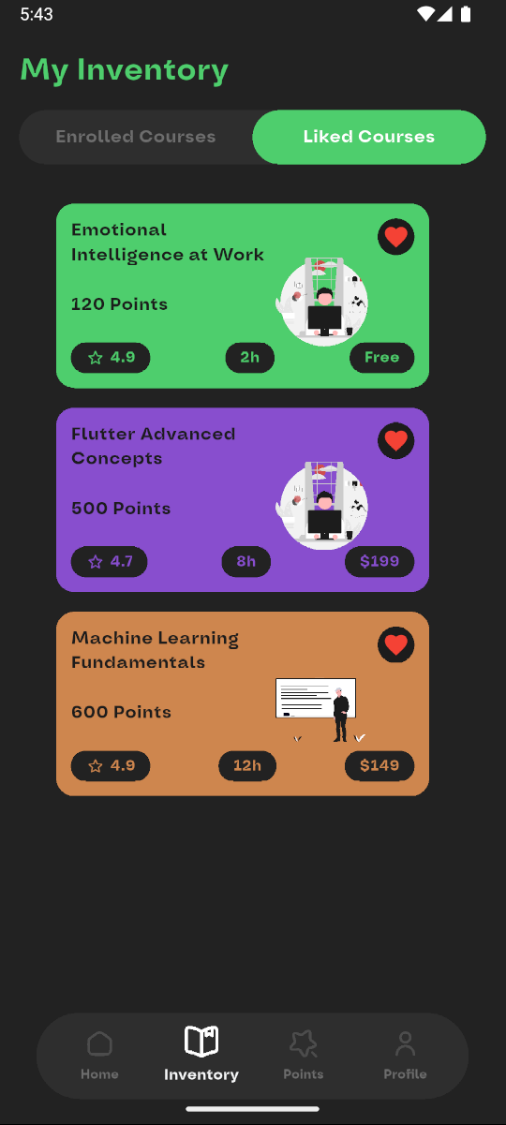 5:43
My Inventory
Enrolled Courses
Liked Courses
Emotional
Intelligence at Work
120 Points
4.9
2h
Free
Flutter Advanced
Concepts
500 Points
4.7
8h
$199
Machine Learning
Fundamentals
600 Points
4.9
12h
$149
Home
Inventory
Points
Profile